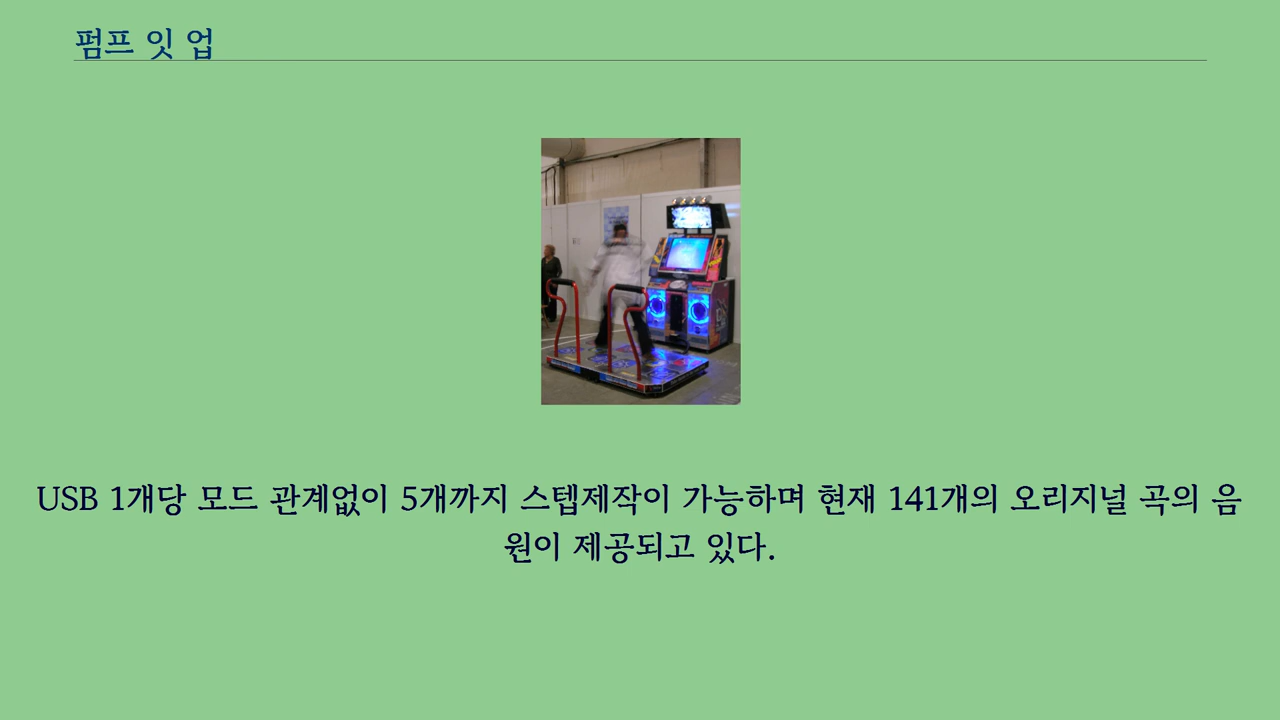 펌프 잇 업
USB 1개당 모드 관계없이 5개까지 스텝제작이 가능하며 현재 141개의 오리지널 곡의 음
원이 제공되고 있다.